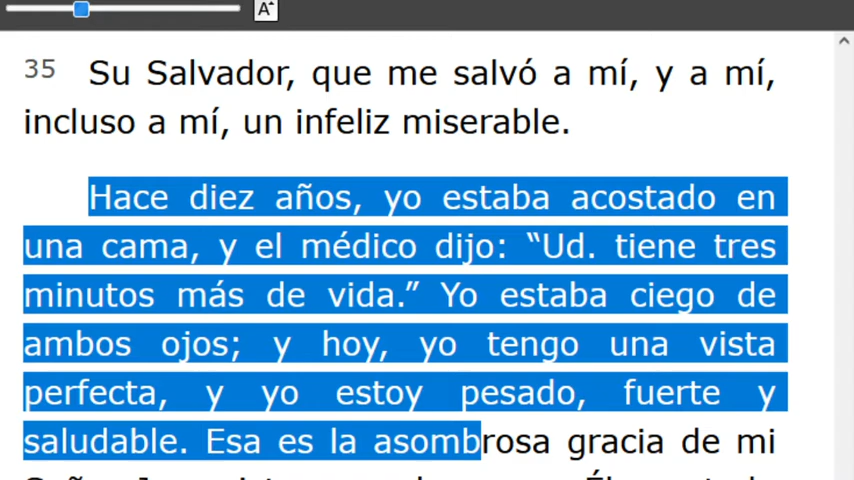 A
35 Su Salvador, que me salvó a mí, y a mí,
incluso a mí, un infeliz miserable.
Hace diez años, yo estaba acostado en
una cama, y el médico dijo: “Ud. tiene tres
minutos más de vida.” Yo estaba ciego de
ambos ojos; y hoy, yo tengo una vista
perfecta, y yo estoy pesado, fuerte y
saludable. Esa es la asombrosa gracia de mi